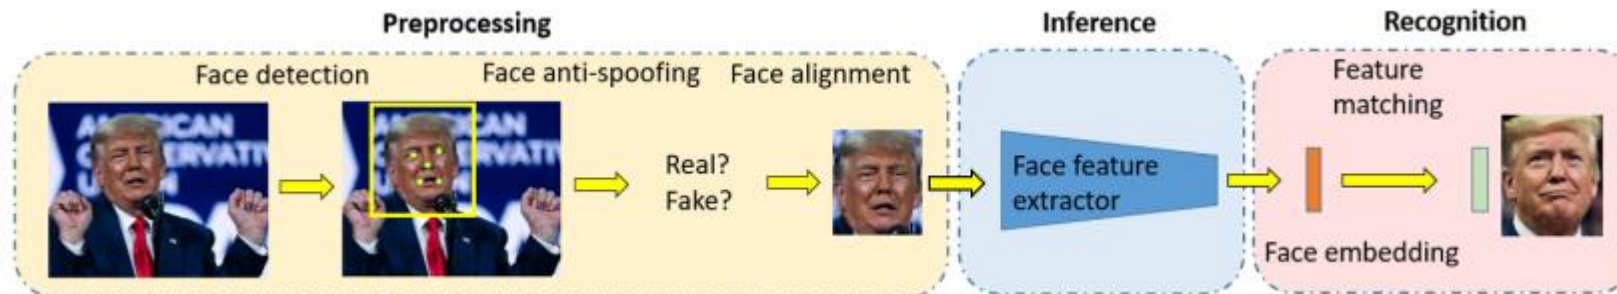 Preprocessing
Inference
Recognition
Face detection
Face anti-spoofing
Face alignment
Real?
Fake?
Face feature
extractor
Feature
matching
Face embedding